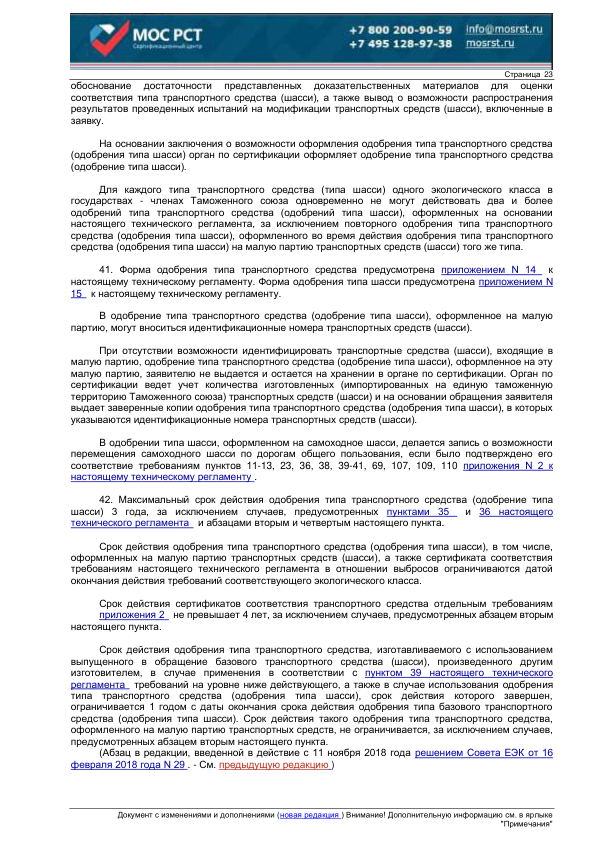 МОС РСТ
Сертификационный центр
+7 800 200-90-59
info@mosrst.ru
+7 495 128-97-38
mosrst.ru
Страница 23
обоснование достаточности представленных доказательственных материалов для оценки
соответствия типа транспортного средства (шасси), а также вывод о возможности распространения
результатов проведенных испытаний на модификации транспортных средств (шасси), включенные в
заявку.
На основании заключения о возможности оформления одобрения типа транспортного средства
(одобрения типа шасси) орган по сертификации оформляет одобрение типа транспортного средства
(одобрение типа шасси).
Для каждого типа транспортного средства (типа шасси) одного экологического класса в
государствах - членах Таможенного союза одновременно не могут действовать два и более
одобрений типа транспортного средства (одобрений типа шасси), оформленных на основании
настоящего технического регламента, за исключением повторного одобрения типа транспортного
средства (одобрения типа шасси), оформленного во время действия одобрения типа транспортного
средства (одобрения типа шасси) на малую партию транспортных средств (шасси) того же типа.
41. Форма одобрения типа транспортного средства предусмотрена приложением N 14 к
настоящему техническому регламенту. Форма одобрения типа шасси предусмотрена приложением N
15 к настоящему техническому регламенту.
В одобрение типа транспортного средства (одобрение типа шасси), оформленное на малую
партию, могут вноситься идентификационные номера транспортных средств (шасси).
При отсутствии возможности идентифицировать транспортные средства (шасси), входящие в
малую партию, одобрение типа транспортного средства (одобрение типа шасси), оформленное на эту
малую партию, заявителю не выдается и остается на хранении в органе по сертификации. Орган по
сертификации ведет учет количества изготовленных (импортированных на единую таможенную
территорию Таможенного союза) транспортных средств (шасси) и на основании обращения заявителя
выдает заверенные копии одобрения типа транспортного средства (одобрения типа шасси), в которых
указываются идентификационные номера транспортных средств (шасси).
В одобрении типа шасси, оформленном на самоходное шасси, делается запись о возможности
перемещения самоходного шасси по дорогам общего пользования, если было подтверждено его
соответствие требованиям пунктов 11-13, 23, 36, 38, 39-41, 69, 107, 109, 110 приложения N 2 к
настоящему техническому регламенту .
42. Максимальный срок действия одобрения типа транспортного средства (одобрение типа
шасси) 3 года, за исключением случаев, предусмотренных пунктами 35 и 36 настоящего
технического регламента и абзацами вторым и четвертым настоящего пункта.
Срок действия одобрения типа транспортного средства (одобрения типа шасси), в том числе,
оформленных на малую партию транспортных средств (шасси), а также сертификата соответствия
требованиям настоящего технического регламента в отношении выбросов ограничиваются датой
окончания действия требований соответствующего экологического класса.
Срок действия сертификатов соответствия транспортного средства отдельным требованиям
приложения 2 не превышает 4 лет, за исключением случаев, предусмотренных абзацем вторым
настоящего пункта.
Срок действия одобрения типа транспортного средства, изготавливаемого с использованием
выпущенного в обращение базового транспортного средства (шасси), произведенного другим
изготовителем, в случае применения в соответствии с пунктом 39 настоящего технического
регламента требований на уровне ниже действующего, а также в случае использования одобрения
типа транспортного средства (одобрения типа шасси), срок действия которого завершен,
ограничивается 1 годом с даты окончания срока действия одобрения типа базового транспортного
средства (одобрения типа шасси). Срок действия такого одобрения типа транспортного средства,
оформленного на малую партию транспортных средств, не ограничивается, за исключением случаев,
предусмотренных абзацем вторым настоящего пункта.
(Абзац в редакции, введенной в действие с 11 ноября 2018 года решением Совета ЕЭК от 16
февраля 2018 года N 29 . - См. предыдущую редакцию )
Документ с изменениями и дополнениями (новая редакция ) Внимание! Дополнительную информацию см. в ярлыке
"Примечания"